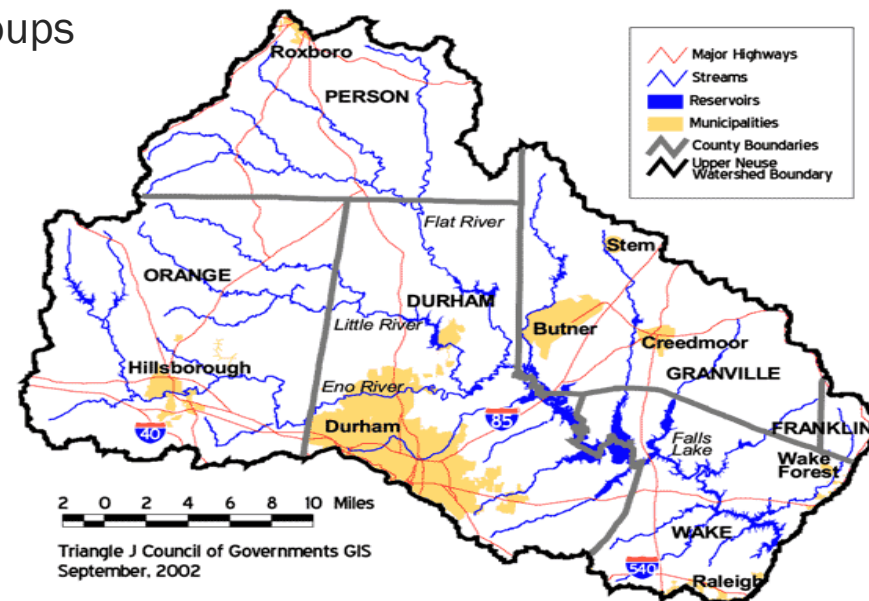 oups
Roxboro
PERSON
Major Highways
Streams
Reservoirs
Municipalities
County Boundaries
Upper Neuse
Watershed Boundary
Flat River
Stem
ORANGE
DURHAM
Little River
Butner
Creedmoor
Hillsborough
GRANVILLE
Eno River
85
FRANKLIN
40
Durham
Falls
Lake
Wake
Forest
2 0 2 4 6 8 10 Miles
WAKE
Triangle J Council of Governments GIS
September, 2002
540
Raleigh